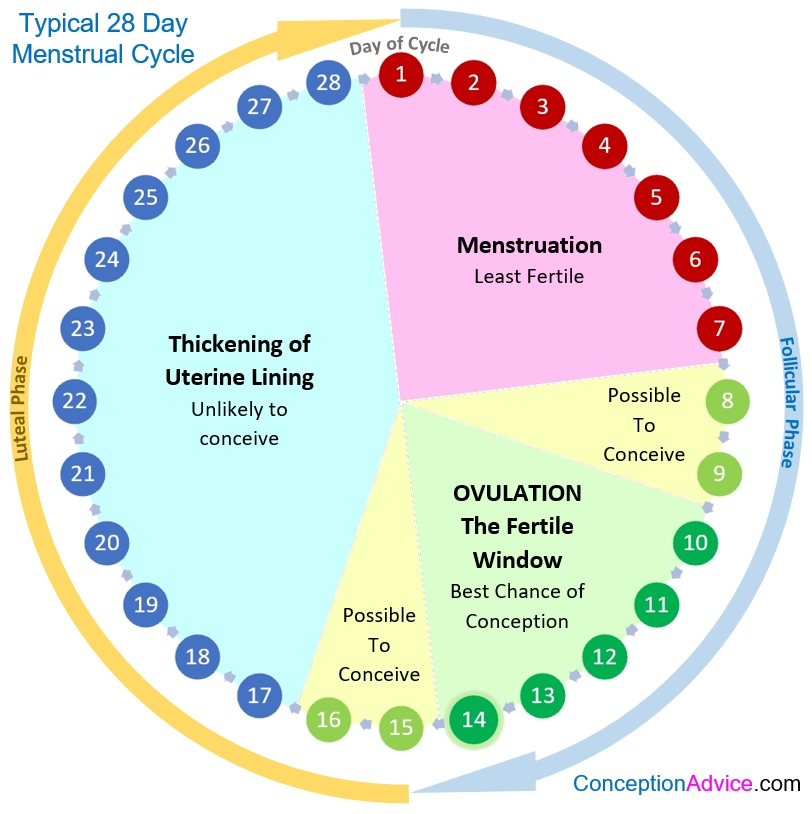 Typical 28 Day
Menstrual Cycle
Day of Cycle
1
2
3
4
5
6
7
8
9
10
11
12
13
14
15
16
17
18
19
20
21
22
23
24
25
26
27
28
Menstruation
Least Fertile
Possible
To
Conceive
OVULATION
The Fertile
Window
Best Chance of
Conception
Possible
To
Conceive
Thickening of
Uterine Lining
Unlikely to
conceive
Luteal Phase
Follicular Phase
ConceptionAdvice.com